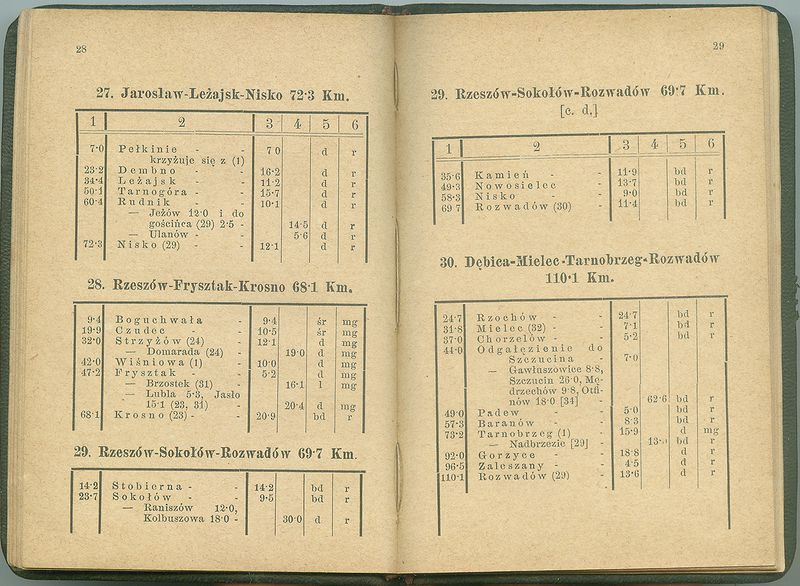 28
27. Jarosław-Leżajsk-Nisko 72·3 Km.
1 2 3 4 5 6
7·0 Pełkinie - - 7 0 d r
krzyżuje się z (1)
23·2 Dembno - - 16·2 d r
34·4 Leżajsk - - 11·2 d r
50·1 Tarnogóra - - 15·7 d r
60·4 Rudnik - - 10·1 d r
— Jeżów 12·0 i do
gościńca (29) 2·5 - 14·5 d r
— Ulanów - - 5 6 d r
72·3 Nisko (29) - - 12·1 d r
28. Rzeszów-Frysztak-Krosno 68·1 Km.
9·4 Boguchwała - 9·4 śr mg
19·9 Czudec - - 10·5 śr mg
32·0 Strzyżów (24) - 12·1 d mg
— Domarada (24) - 19 0 d mg
42·0 Wiśniowa (1) - 10·0 d mg
47·2 Frysztak - - 5·2 d mg
— Brzostek (31) - 16·1 l mg
— Lubla 5·3, Jasło
15·1 (23, 31) - 20·4 d mg
68·1 Krosno (23) - - 20·9 bd r
29. Rzeszów-Sokołów-Rozwadów 69·7 Km.
14·2 Stobierna - - 14·2 bd r
23·7 Sokołów - - 9·5 bd r
— Raniszów 12·0,
Kolbuszowa 18·0 - 30·0 d r
29
29. Rzeszów-Sokołów-Rozwadów 69·7 Km.
[c. d.]
1 2 3 4 5 6
35·6 Kamień - - 11·9 bd r
49·3 Nowosielec - 13·7 bd r
58·3 Nisko - - 9·0 bd r
69 7 Rozwadów (30) - 11·4 bd r
30. Dębica-Mielec-Tarnobrzeg-Rozwadów
110·1 Km.
24·7 Rzochów - - 24·7 bd r
31·8 Mielec (32) - - 7·1 bd r
37·0 Chorzelów - - 5·2 bd r
44·0 Odgałęzienie do
Szczucina - - 7·0
— Gawłuszowice 8·8,
Szczucin 26·0, Mę-
drzechów 9·8, Otfi-
nów 18·0 [34] - 62 6 bd r
49·0 Padew - - 5·0 bd r
57·3 Baranów - - 8·3 bd r
73·2 Tarnobrzeg (1) - 15·9 d mg
— Nadbrzezie [29] - bd r
92·0 Gorzyce - - 18·8 d r
96·5 Zaleszany - - 4·5 d r
110·1 Rozwadów (29) - 13·6 d r